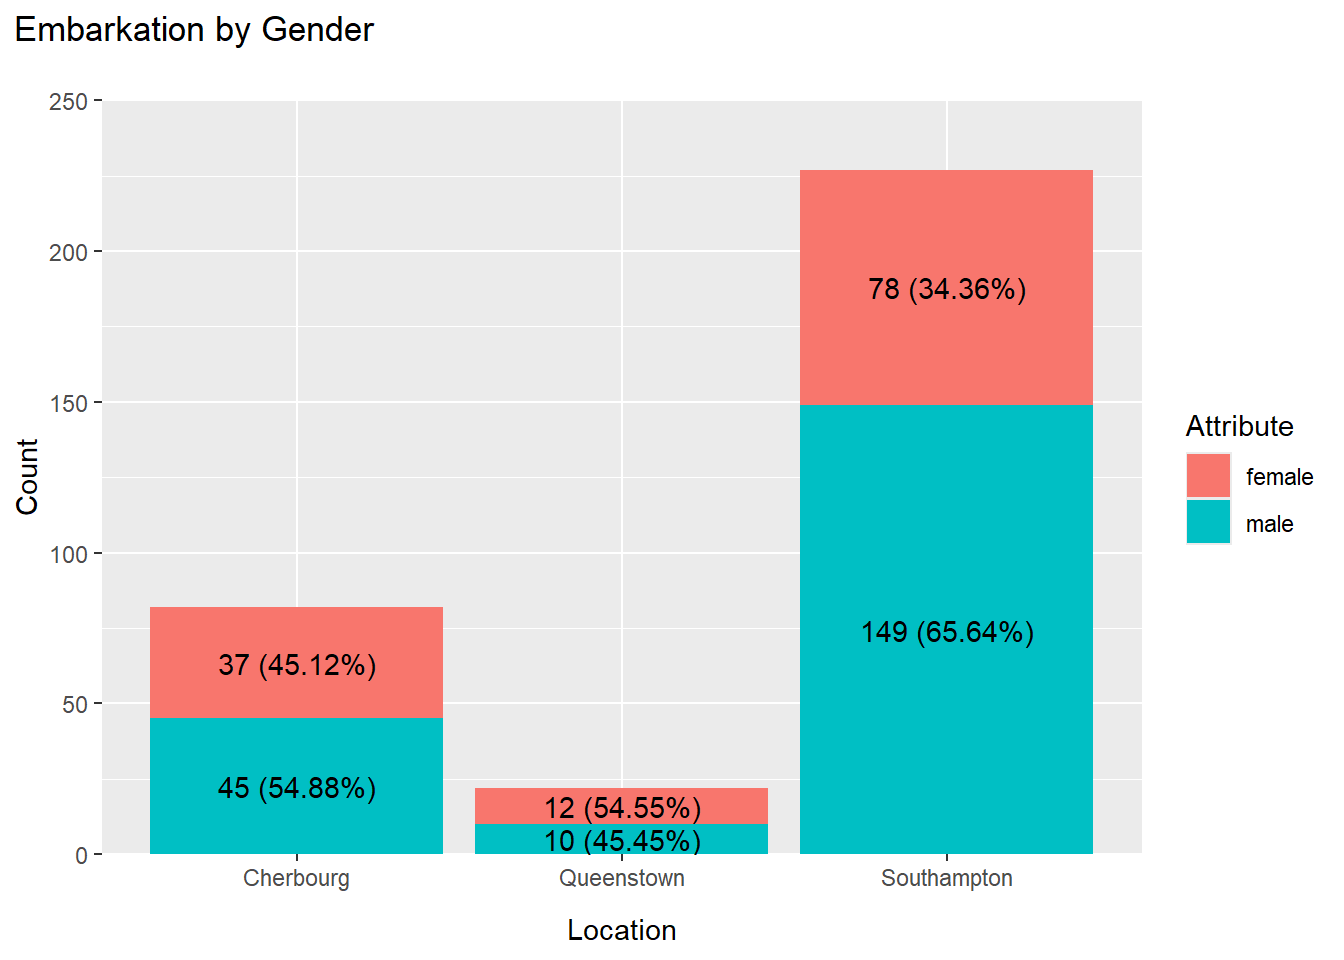 Embarkation by Gender
250
200
150
100
50
0
Count
78 (34.36%)
149 (65.64%)
37 (45.12%)
45 (54.88%)
12 (54.55%)
10 (45.45%)
Cherbourg
Queenstown
Southampton
Location
Attribute
female
male